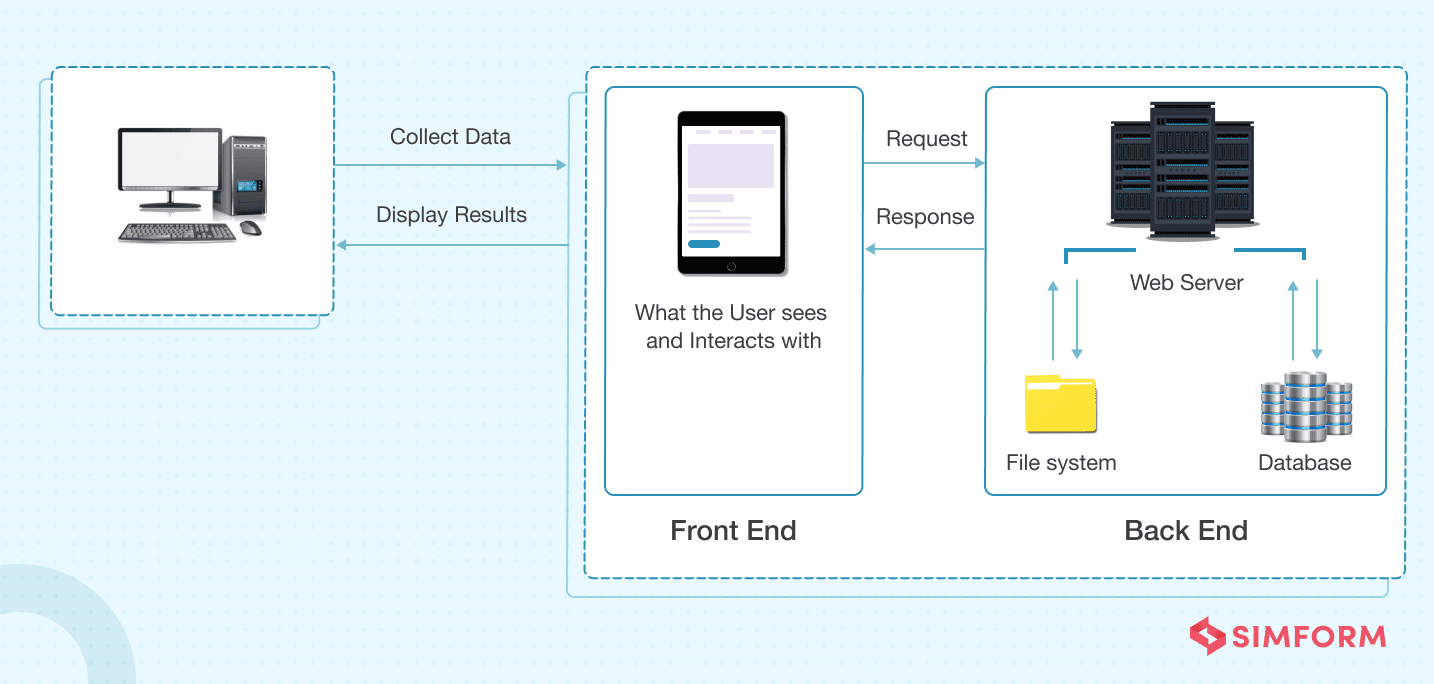 Collect Data
Display Results
What the User sees
and Interacts with
Front End
Request
Response
Web Server
File system
Database
Back End
SIMFORM